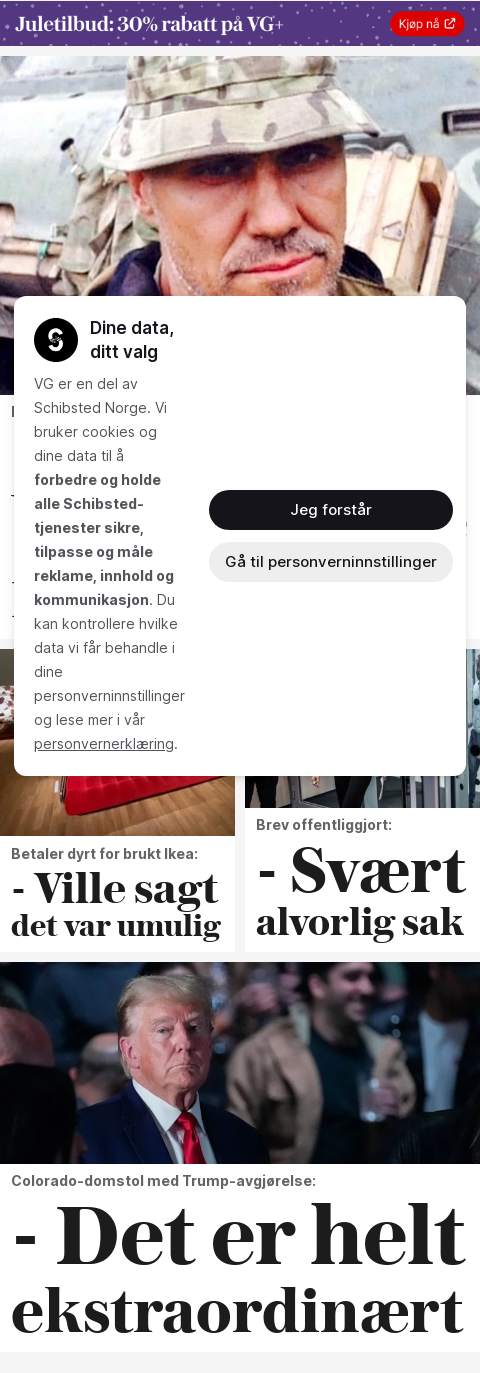 Juletilbud: 30% rabatt på VG+
Kjøp nå
Dine data,
ditt valg
VG er en del av
Schibsted Norge. Vi
bruker cookies og
dine data til å
forbedre og holde
alle Schibsted-
tjenester sikre,
tilpasse og måle
reklame, innhold og
kommunikasjon. Du
kan kontrollere hvilke
data vi får behandle i
dine
personverninnstillinger
og lese mer i vår
personvernerklæring.
Jeg forstår
Gå til personverninnstillinger
Betaler dyrt for brukt Ikea:
- Ville sagt
det var umulig
Brev offentliggjort:
- Svært
alvorlig sak
Colorado-domstol med Trump-avgjørelse:
- Det er helt
ekstraordinært